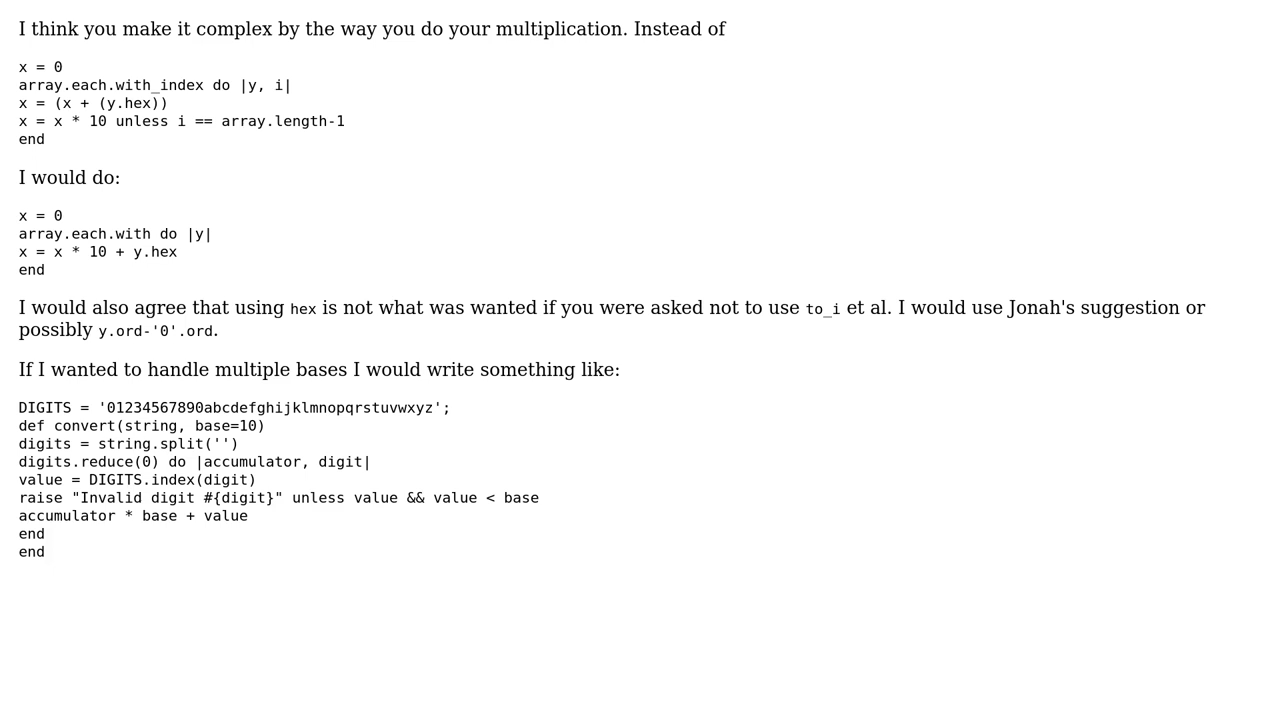 I think you make it complex by the way you do your multiplication. Instead of
x = 0
array.each.with_index do |y, i|
x = (x + (y.hex))
x = x * 10 unless i == array.length-1
end
I would do:
x = 0
array.each.with do |y|
x = x * 10 + y.hex
end
I would also agree that using hex is not what was wanted if you were asked not to use to_i et al. I would use Jonah's suggestion or
possibly y.ord-'0'.ord.
If I wanted to handle multiple bases I would write something like:
DIGITS = '01234567890abcdefghijklmnopqrstuvwxyz';
def convert(string, base=10)
digits = string.split('')
digits.reduce(0) do |accumulator, digit|
value = DIGITS.index(digit)
raise "Invalid digit #{digit}" unless value && value < base
accumulator * base + value
end
end